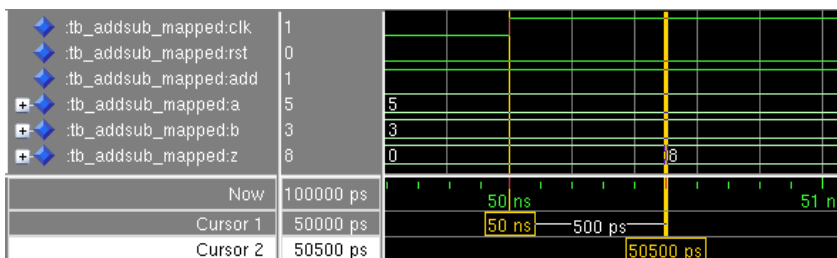 :tb_addsub_mapped:clk 1
:tb_addsub_mapped:rst 0
:tb_addsub_mapped:add 1
:tb_addsub_mapped:a 5 5
:tb_addsub_mapped:b 3 3
:tb_addsub_mapped:z 8 0 8
Now 100000 ps 50 ns 51 n
Cursor 1 50000 ps 50 ns 500 ps
Cursor 2 50500 ps 50500 ps